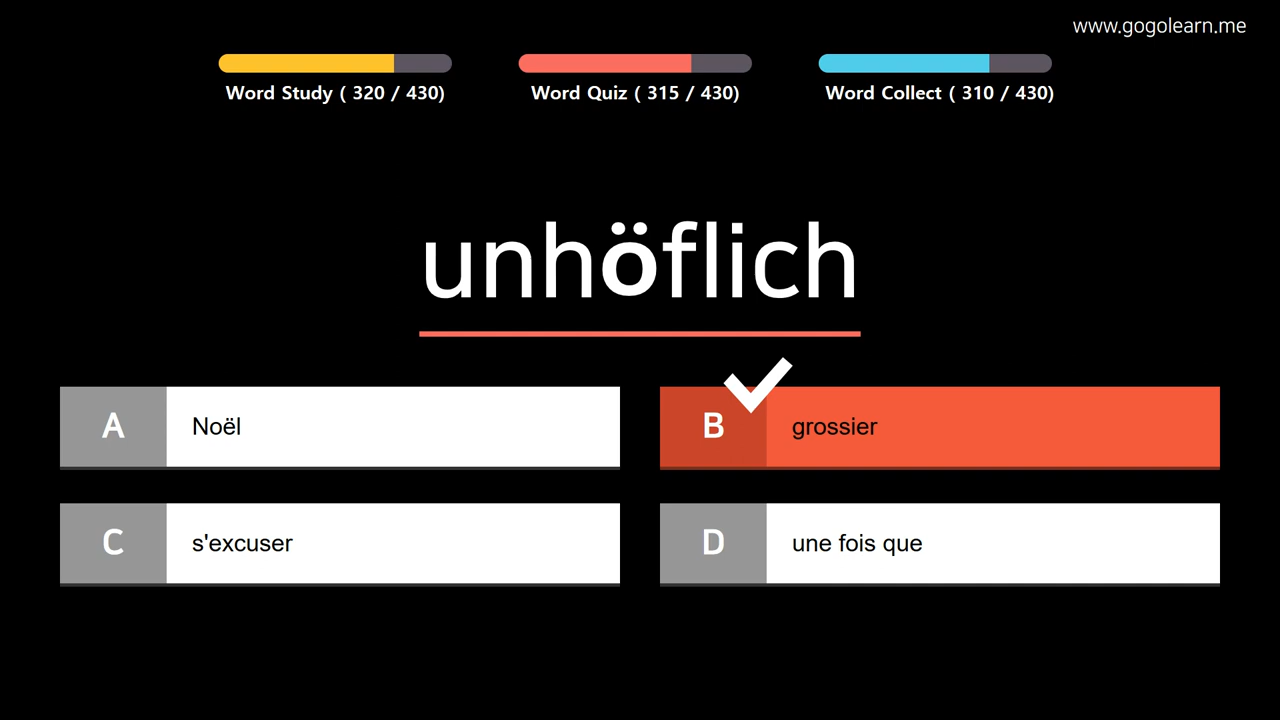 www.gogolearn.me
Word Study ( 320 / 430)
Word Quiz ( 315 / 430)
Word Collect ( 310 / 430)
unhöflich
A Noël
B grossier
C s'excuser
D une fois que